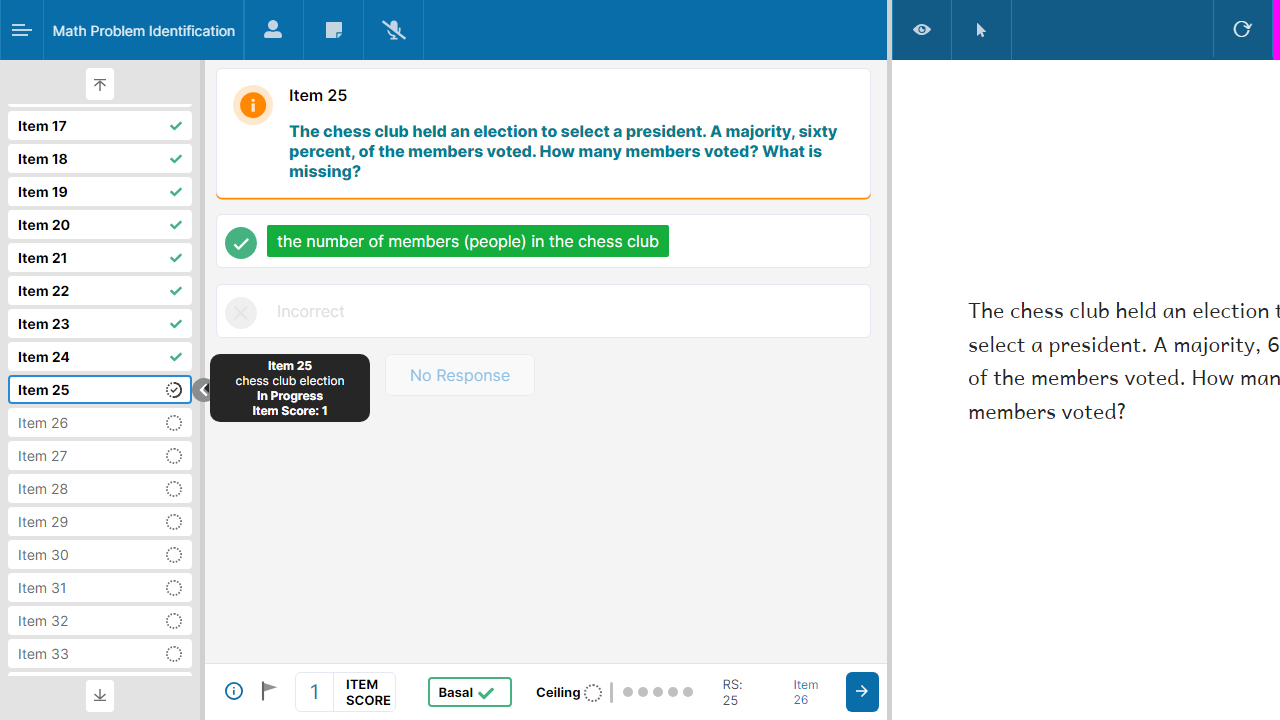 Math Problem Identification
Item 17
Item 18
Item 19
Item 20
Item 21
Item 22
Item 23
Item 24
Item 25
Item 26
Item 27
Item 28
Item 29
Item 30
Item 31
Item 32
Item 33
Item 25
The chess club held an election to select a president. A majority, sixty
percent, of the members voted. How many members voted? What is
missing?
the number of members (people) in the chess club
Incorrect
Item 25
chess club election
In Progress
Item Score: 1
No Response
1
ITEM
SCORE
Basal
Ceiling
RS:
25
Item
26
The chess club held an election
select a president. A majority, 6
of the members voted. How
members voted?